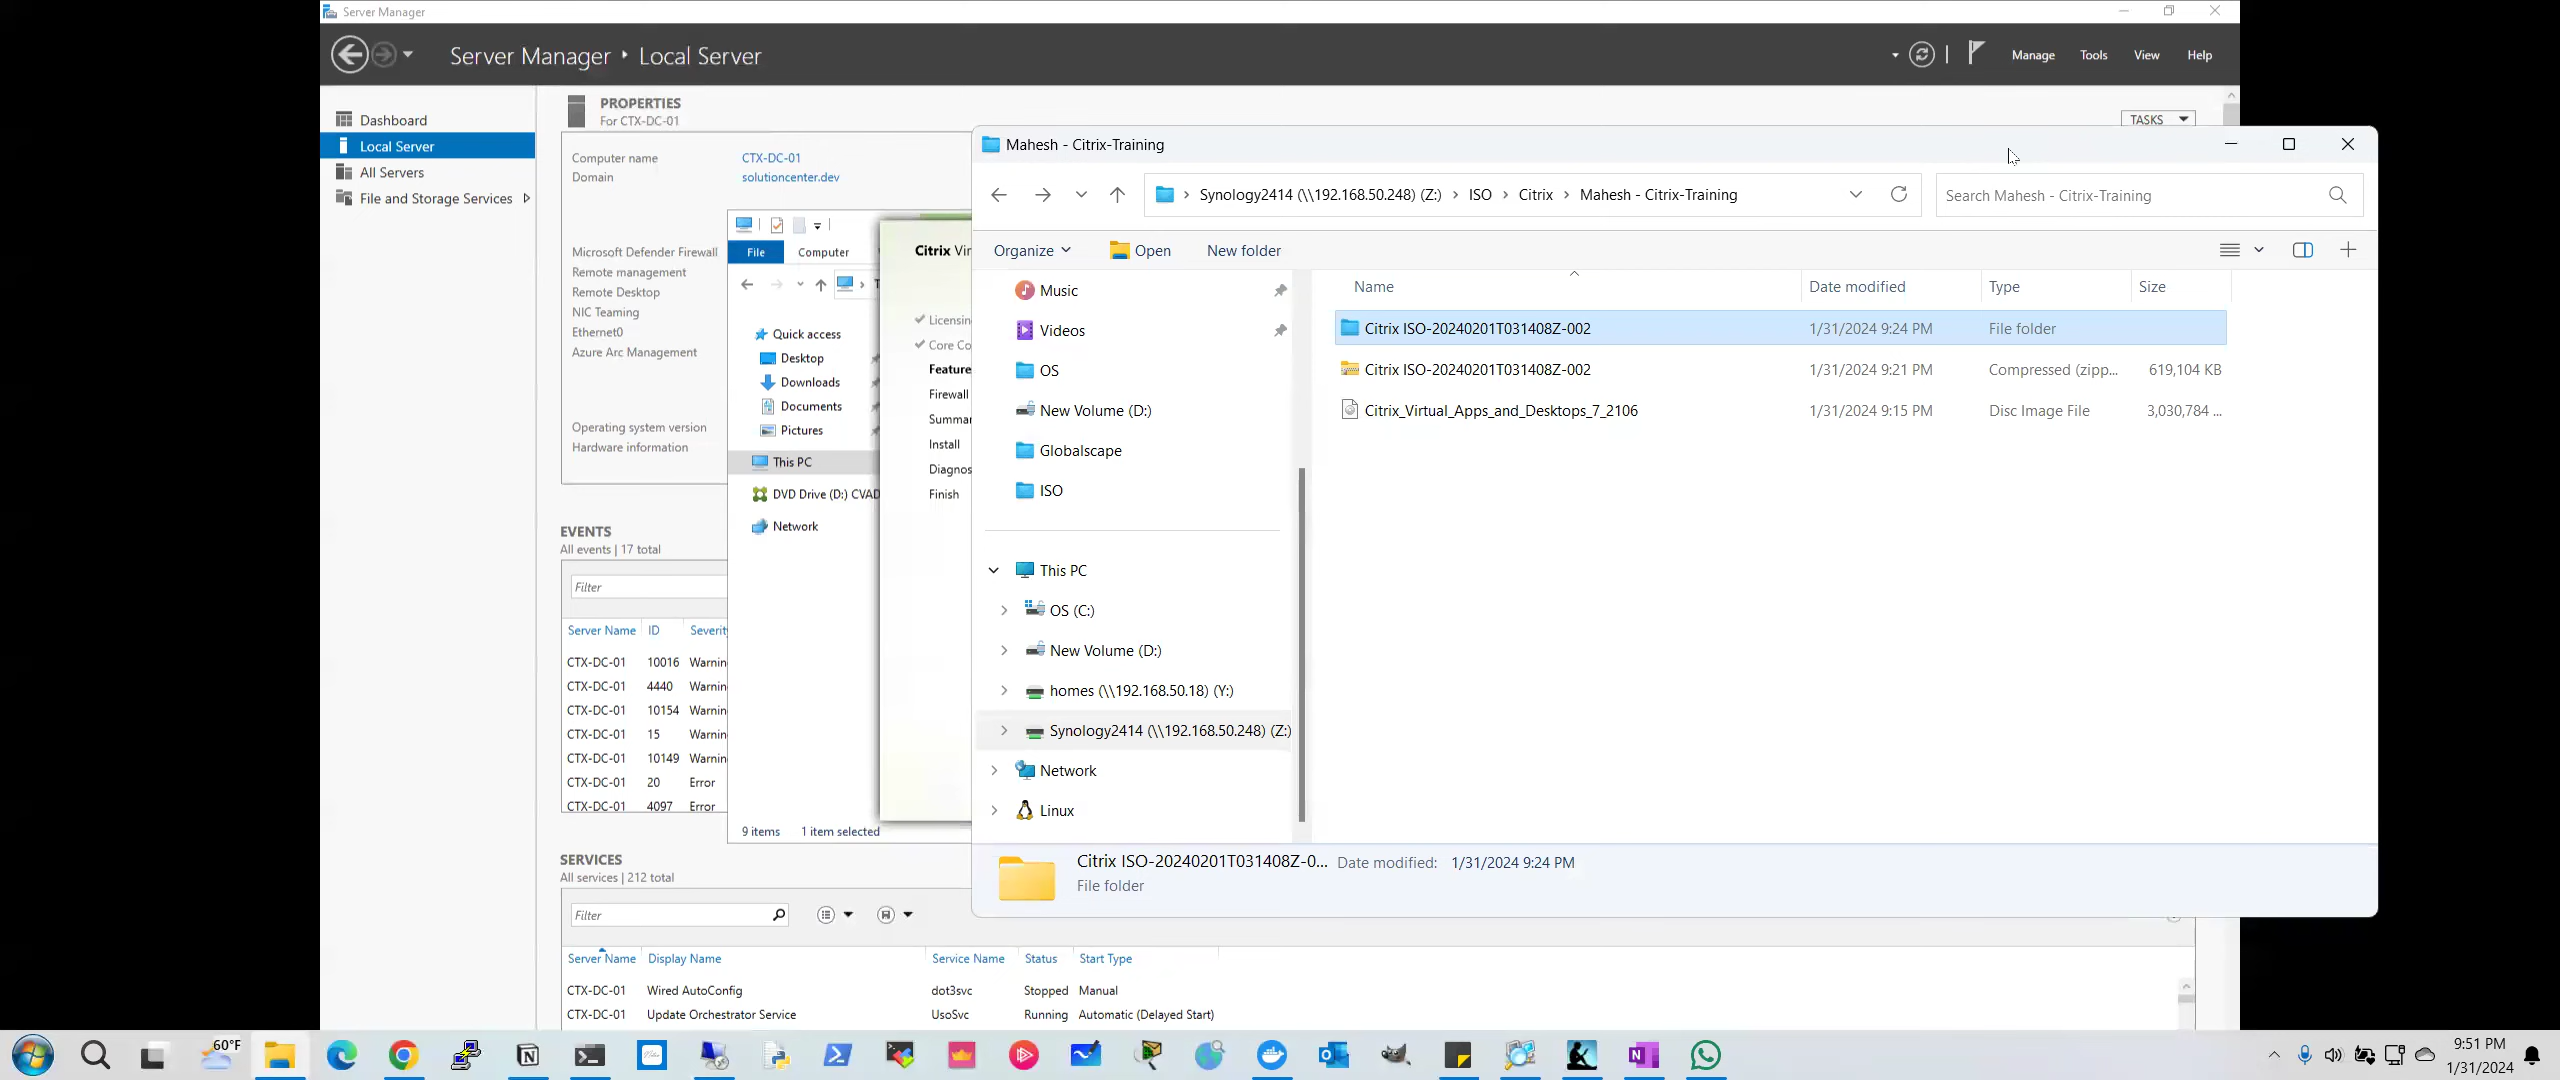 Server Manager
Server Manager • Local Server
Manage Tools View Help
Dashboard
Local Server
All Servers
File and Storage Services
PROPERTIES
For CTX-DC-01
TASKS
Computer name CTX-DC-01
Domain solutioncenter.dev
Microsoft Defender Firewall
Remote management
Remote Desktop
NIC Teaming
Ethernet0
Azure Arc Management
Operating system version
Hardware information
EVENTS
All events | 17 total
Filter
Server Name ID Severity
CTX-DC-01 10016 Warnin
CTX-DC-01 4440 Warnin
CTX-DC-01 10154 Warnin
CTX-DC-01 15 Warnin
CTX-DC-01 10149 Warnin
CTX-DC-01 20 Error
CTX-DC-01 4097 Error
SERVICES
All services | 212 total
Filter
Server Name Display Name Service Name Status Start Type
CTX-DC-01 Wired AutoConfig dot3svc Stopped Manual
CTX-DC-01 Update Orchestrator Service UsoSvc Running Automatic (Delayed Start)
File Computer
T
Quick access
Desktop
Downloads
Documents
Pictures
This PC
DVD Drive (D:) CVAD
Network
9 items 1 item selected
Citrix Vir
Licensin
Core Co
Feature
Firewall
Summa
Install
Diagnos
Finish
Mahesh - Citrix-Training
Synology2414 (\\192.168.50.248) (Z:) > ISO > Citrix > Mahesh - Citrix-Training
Search Mahesh - Citrix-Training
Organize Open New folder
Music
Videos
OS
New Volume (D:)
Globalscape
ISO
This PC
OS (C:)
New Volume (D:)
homes (\\192.168.50.18) (Y:)
Synology2414 (\\192.168.50.248) (Z:)
Network
Linux
Name Date modified Type Size
Citrix ISO-20240201T031408Z-002 1/31/2024 9:24 PM File folder
Citrix ISO-20240201T031408Z-002 1/31/2024 9:21 PM Compressed (zipp... 619,104 KB
Citrix_Virtual_Apps_and_Desktops_7_2106 1/31/2024 9:15 PM Disc Image File 3,030,784 ...
Citrix ISO-20240201T031408Z-0... Date modified: 1/31/2024 9:24 PM
File folder
60°F
9:51 PM
1/31/2024